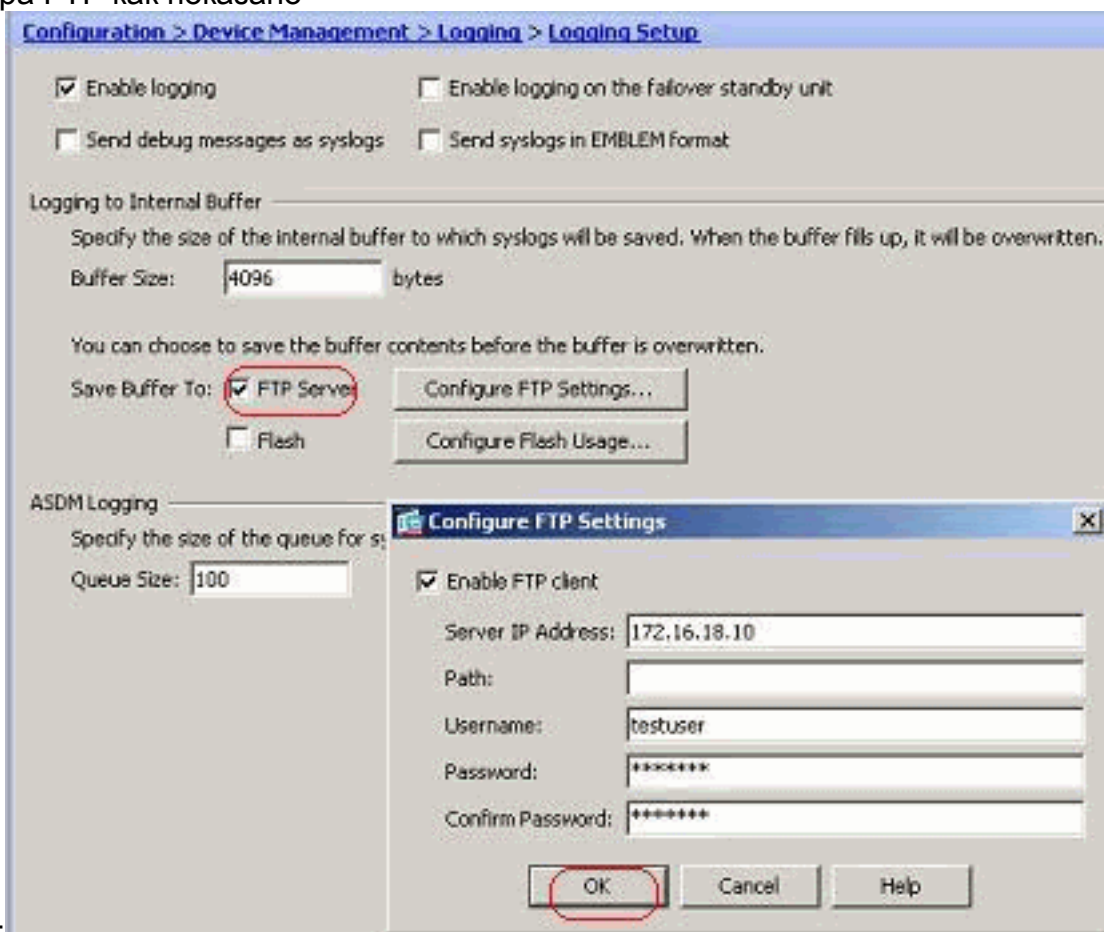 как показано
Configuration > Device Management > Logging > Logging Setup
Enable logging
Enable logging on the failover standby unit
Send debug messages as syslogs
Send syslogs in EMBLEM format
Logging to Internal Buffer
Specify the size of the internal buffer to which syslogs will be saved. When the buffer fills up, it will be overwritten.
Buffer Size: 4096 bytes
You can choose to save the buffer contents before the buffer is overwritten.
Save Buffer To: FTP Server Configure FTP Settings...
Flash Configure Flash Usage...
ASDM Logging
Specify the size of the queue for sy
Queue Size: 100
Configure FTP Settings
Enable FTP client
Server IP Address: 172.16.18.10
Path:
Username: testuser
Password: *******
Confirm Password: *******
OK Cancel Help